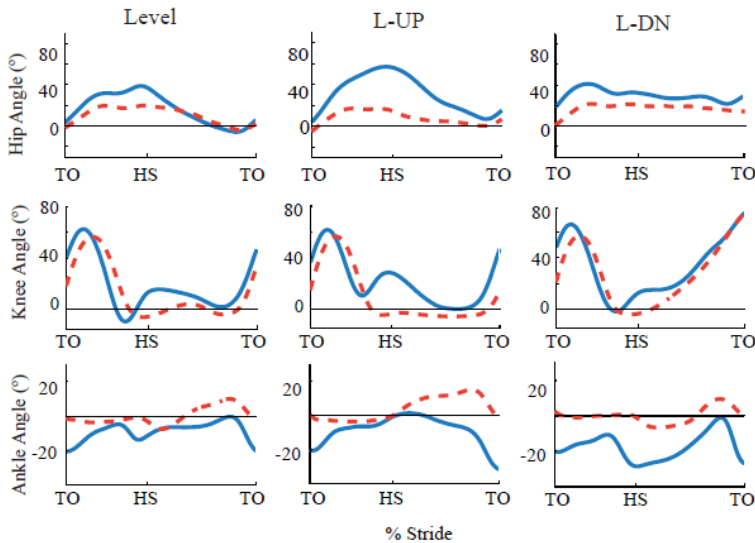 Level L-UP L-DN
Hip Angle (°)
80 80 80
40 40 40
0 0 0
TO HS TO TO HS TO TO HS TO
Knee Angle (°)
80 80 80
40 40 40
0 0 0
TO HS TO TO HS TO TO HS TO
Ankle Angle (°)
20 20 20
-20 -20 -20
TO HS TO TO HS TO TO HS TO
% Stride